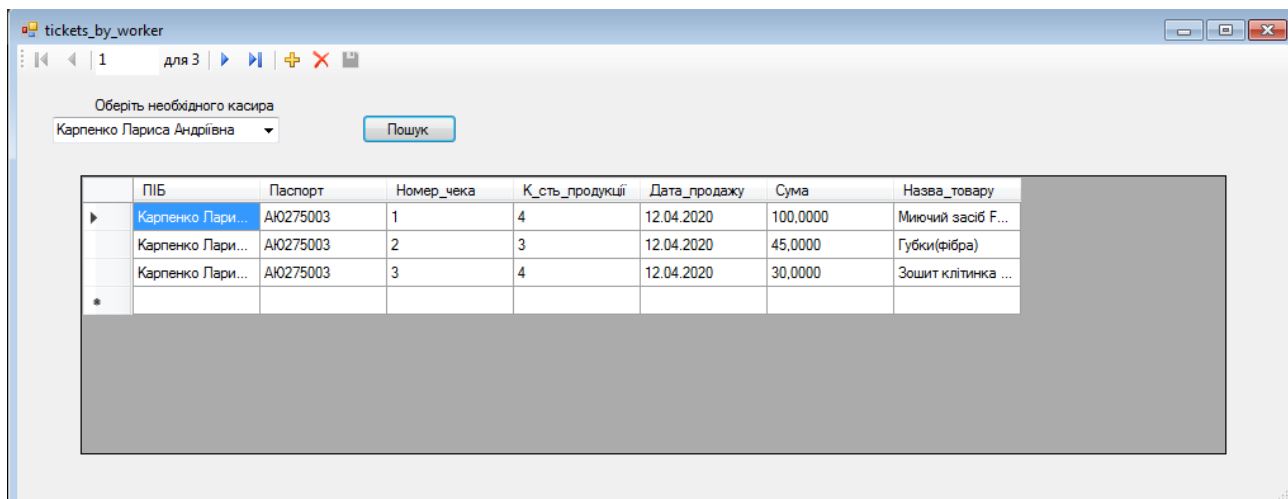 tickets_by_worker
1 для 3
Оберіть необхідного касира
Карпенко Лариса Андріївна Пошук
ПІБ Паспорт Номер_чека К_сть_продукції Дата_продажу Сума Назва_товару
Карпенко Лари... АЮ275003 1 4 12.04.2020 100,0000 Миючий засіб F...
Карпенко Лари... АЮ275003 2 3 12.04.2020 45,0000 Губки(фібра)
Карпенко Лари... АЮ275003 3 4 12.04.2020 30,0000 Зошит клітинка ...